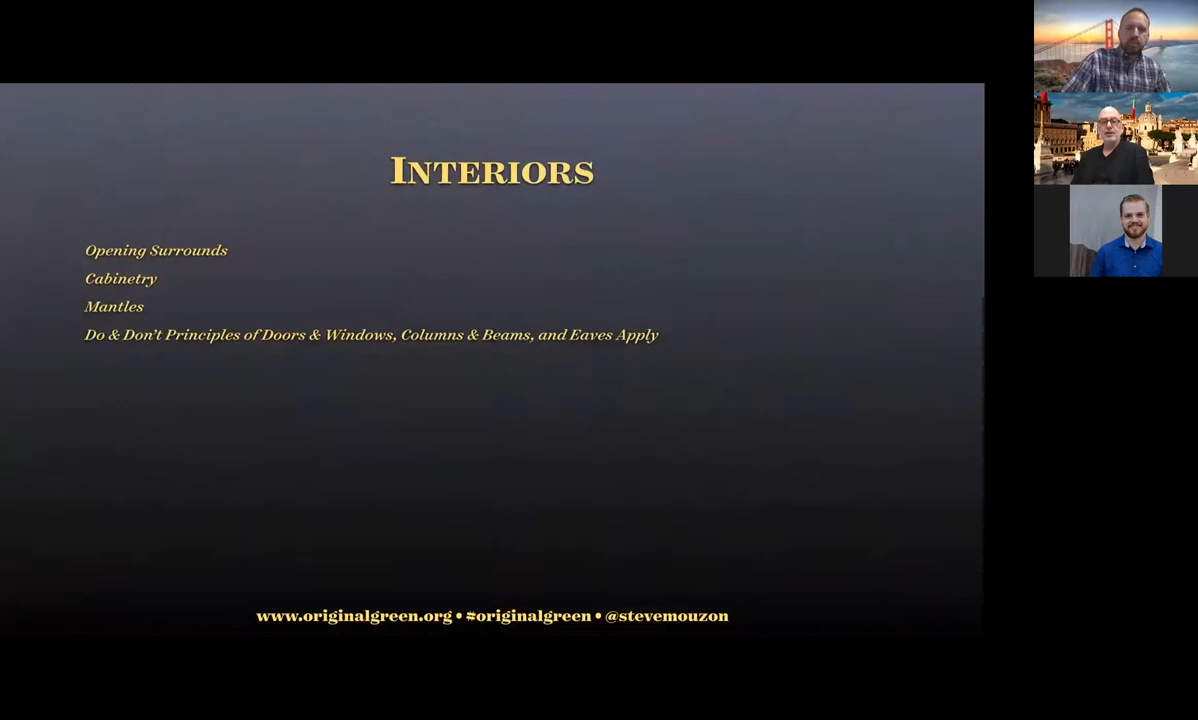 Interiors
Opening Surrounds
Cabinetry
Mantles
Do & Don't Principles of Doors & Windows, Columns & Beams, and Eaves Apply
www.originalgreen.org • #originalgreen • @stevemouzon